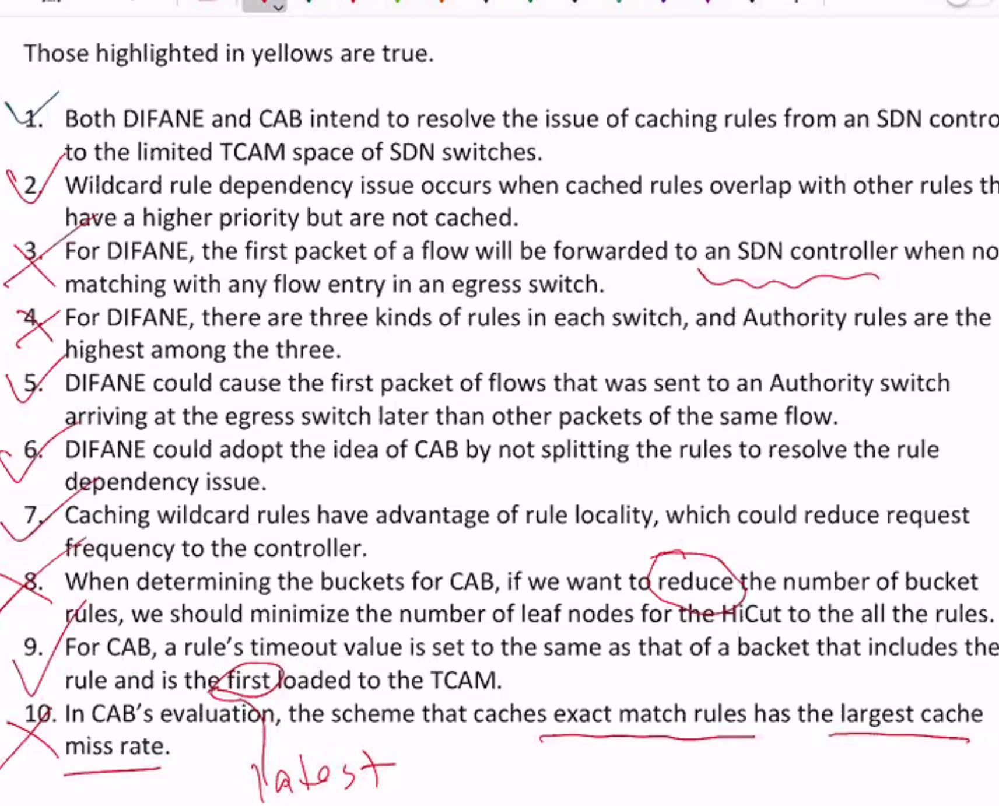 Those highlighted in yellows are true.
1. Both DIFANE and CAB intend to resolve the issue of caching rules from an SDN contro
to the limited TCAM space of SDN switches.
2. Wildcard rule dependency issue occurs when cached rules overlap with other rules th
have a higher priority but are not cached.
3. For DIFANE, the first packet of a flow will be forwarded to an SDN controller when no
matching with any flow entry in an egress switch.
4. For DIFANE, there are three kinds of rules in each switch, and Authority rules are the
highest among the three.
5. DIFANE could cause the first packet of flows that was sent to an Authority switch
arriving at the egress switch later than other packets of the same flow.
6. DIFANE could adopt the idea of CAB by not splitting the rules to resolve the rule
dependency issue.
7. Caching wildcard rules have advantage of rule locality, which could reduce request
frequency to the controller.
8. When determining the buckets for CAB, if we want to reduce the number of bucket
rules, we should minimize the number of leaf nodes for the HiCut to the all the rules.
9. For CAB, a rule’s timeout value is set to the same as that of a backet that includes the
rule and is the first loaded to the TCAM.
10. In CAB’s evaluation, the scheme that caches exact match rules has the largest cache
miss rate.
latest